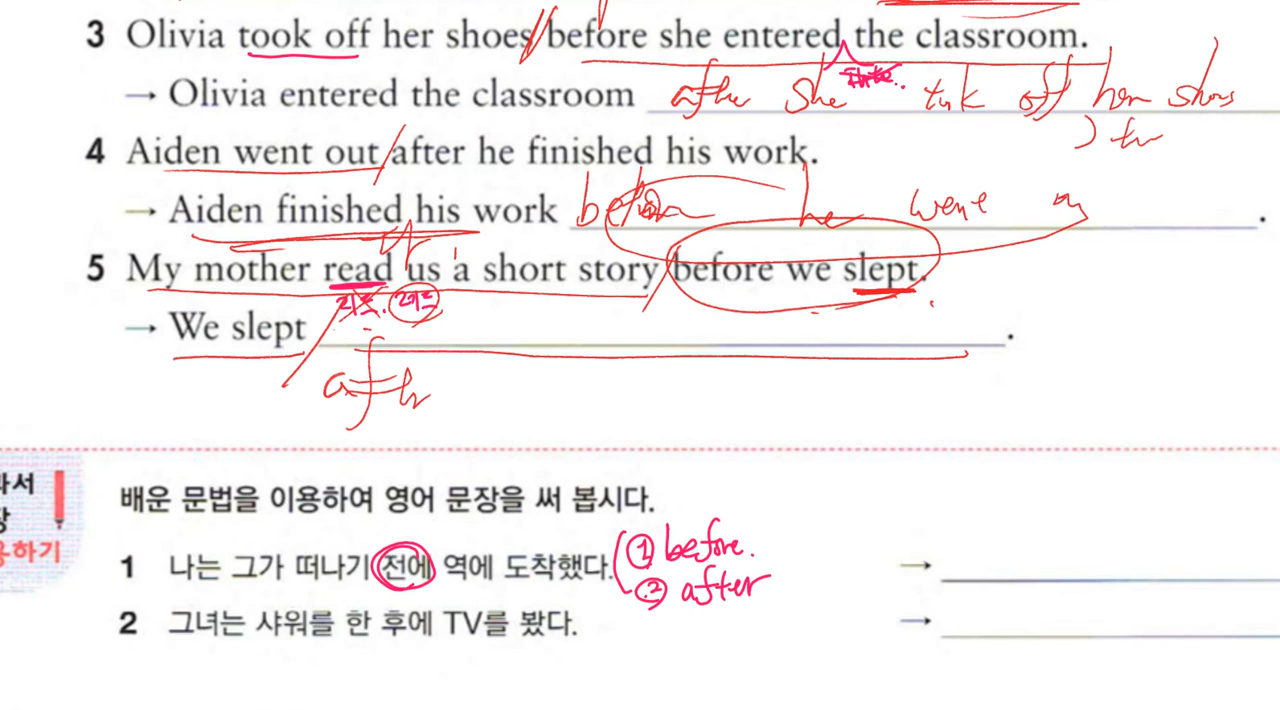 3 Olivia took off her shoes before she entered the classroom.
→ Olivia entered the classroom after she took off her shoes
4 Aiden went out after he finished his work.
→ Aiden finished his work before he went .
5 My mother read us a short story before we slept.
→ We slept .
배운 문법을 이용하여 영어 문장을 써 봅시다.
하기
1 나는 그가 떠나기 전에 역에 도착했다. ① before.
② after
→
2 그녀는 샤워를 한 후에 TV를 봤다. →